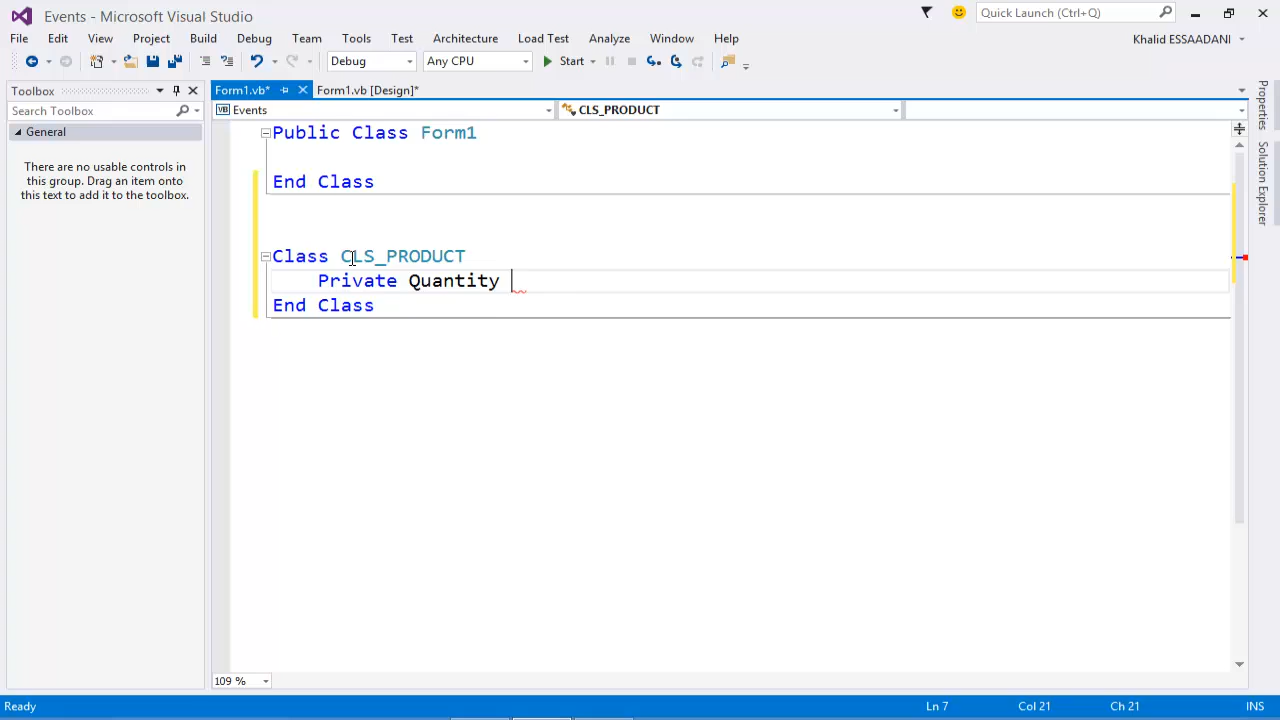 Events - Microsoft Visual Studio
Quick Launch (Ctrl+Q)
File Edit View Project Build Debug Team Tools Test Architecture Load Test Analyze Window Help
Khalid ESSAADANI
Debug Any CPU Start
Toolbox
Form1.vb* Form1.vb [Design]*
Search Toolbox
VB Events CLS_PRODUCT
General
There are no usable controls in
this group. Drag an item onto
this text to add it to the toolbox.
Public Class Form1
End Class
Class CLS_PRODUCT
Private Quantity
End Class
Properties
Solution Explorer
109 %
Ready Ln 7 Col 21 Ch 21 INS